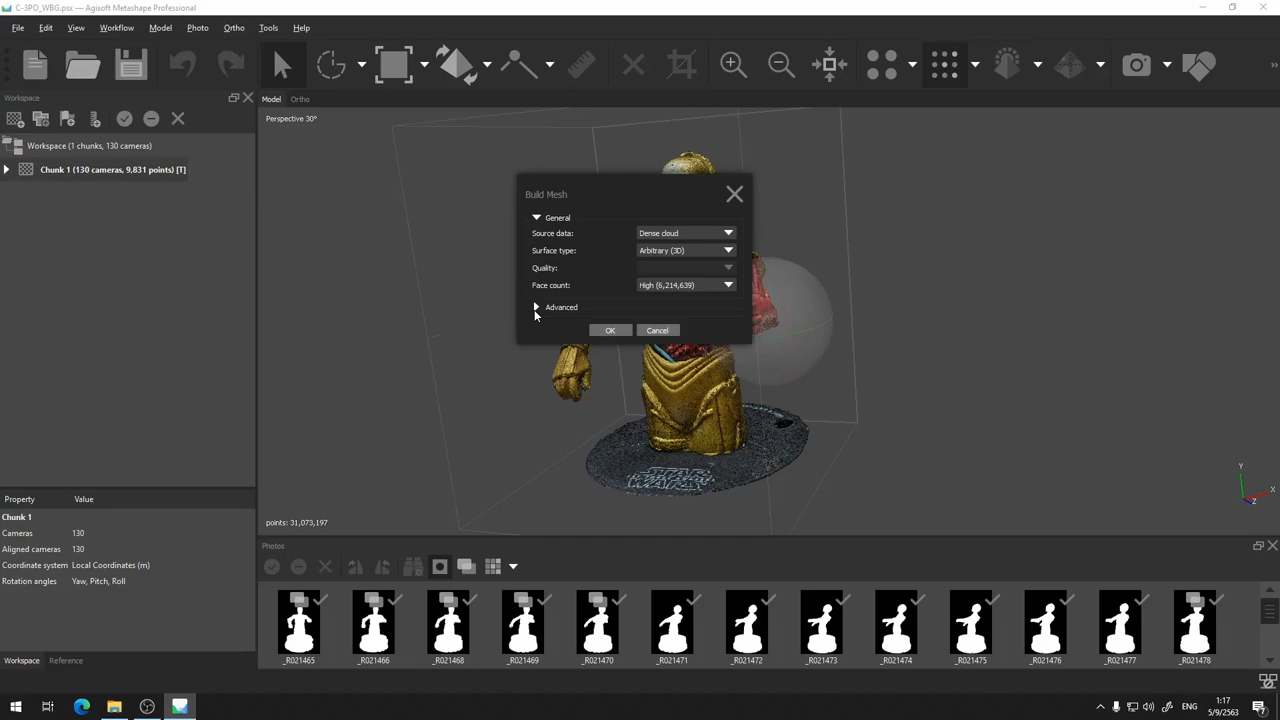 C-3PO_WBG.psx — Agisoft Metashape Professional
File Edit View Workflow Model Photo Ortho Tools Help
Workspace
Model Ortho
Perspective 30°
Workspace (1 chunks, 130 cameras)
Chunk 1 (130 cameras, 9,831 points) [T]
Build Mesh
General
Source data: Dense cloud
Surface type: Arbitrary (3D)
Quality:
Face count: High (6,214,639)
Advanced
OK Cancel
STAR
WARS
Y
X
Z
points: 31,073,197
Property Value
Chunk 1
Cameras 130
Aligned cameras 130
Coordinate system Local Coordinates (m)
Rotation angles Yaw, Pitch, Roll
Photos
_R021465 _R021466 _R021468 _R021469 _R021470 _R021471 _R021472 _R021473 _R021474 _R021475 _R021476 _R021477 _R021478
Workspace Reference
ENG
1:17
5/9/2563